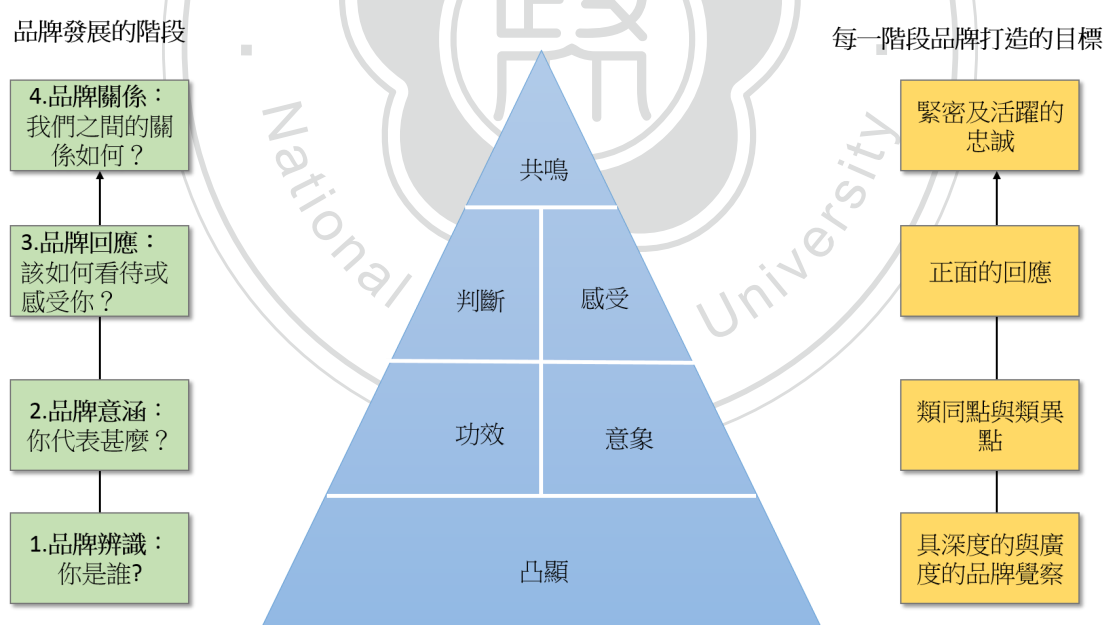 品牌發展的階段
每一階段品牌打造的目標
4.品牌關係：
我們之間的關
係如何？
共鳴
緊密及活躍的
忠誠
3.品牌回應：
該如何看待或
感受你？
判斷
感受
正面的回應
2.品牌意涵：
你代表甚麼？
功效
意象
類同點與類異
點
1.品牌辨識：
你是誰?
凸顯
具深度的與廣
度的品牌覺察
National
University